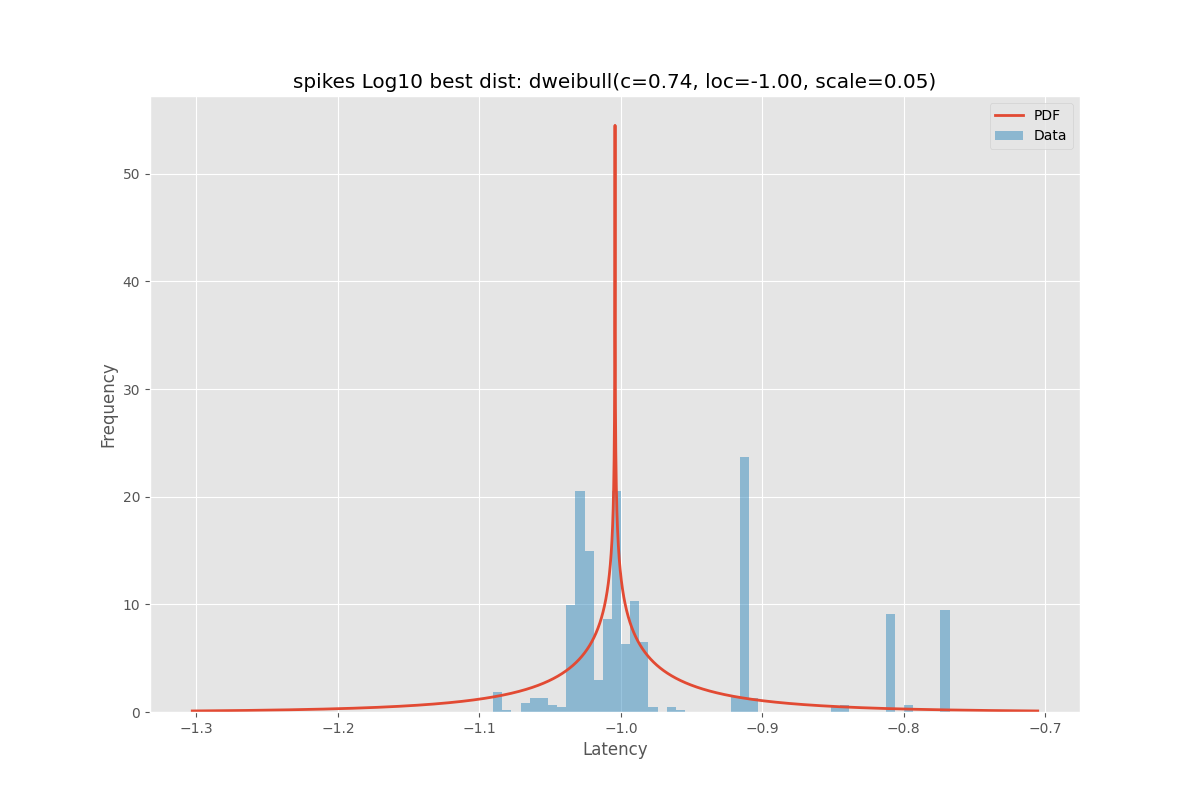 spikes Log10 best dist: dweibull(c=0.74, loc=-1.00, scale=0.05)
PDF
Data
50
40
30
20
10
0
Frequency
−1.3 −1.2 −1.1 −1.0 −0.9 −0.8 −0.7
Latency